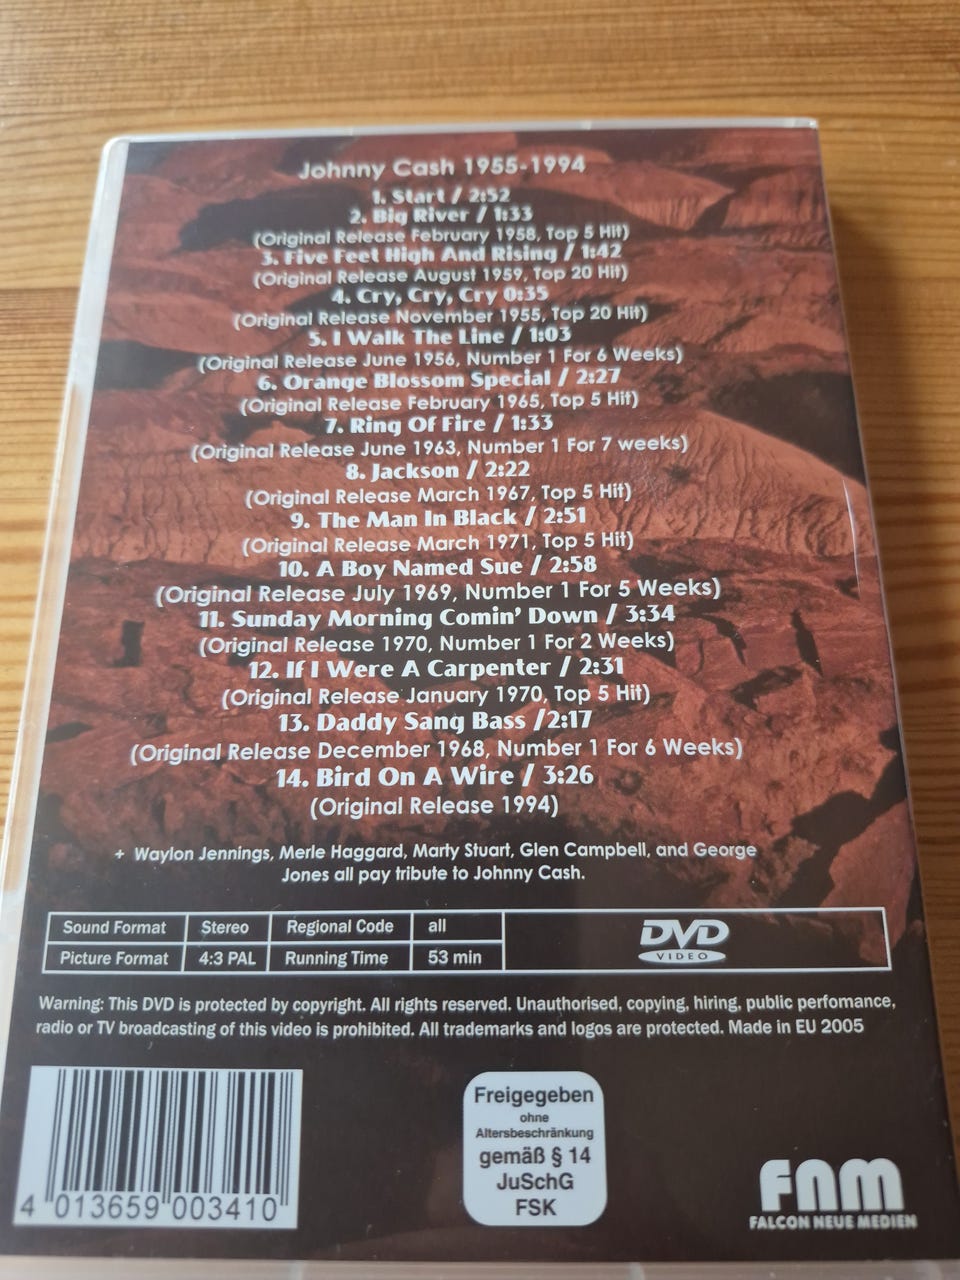 Johnny Cash 1955-1994
1. Start / 2:52
2. Big River / 1:33
(Original Release February 1958, Top 5 Hit)
3. Five Feet High And Rising / 1:42
(Original Release August 1959, Top 20 Hit)
4. Cry, Cry, Cry 0:35
(Original Release November 1955, Top 20 Hit)
5. I Walk The Line / 1:03
(Original Release June 1956, Number 1 For 6 Weeks)
6. Orange Blossom Special / 2:27
(Original Release February 1965, Top 5 Hit)
7. Ring Of Fire / 1:33
(Original Release June 1963, Number 1 For 7 weeks)
8. Jackson / 2:22
(Original Release March 1967, Top 5 Hit)
9. The Man In Black / 2:51
(Original Release March 1971, Top 5 Hit)
10. A Boy Named Sue / 2:58
(Original Release July 1969, Number 1 For 5 Weeks)
11. Sunday Morning Comin' Down / 3:34
(Original Release 1970, Number 1 For 2 Weeks)
12. If I Were A Carpenter / 2:31
(Original Release January 1970, Top 5 Hit)
13. Daddy Sang Bass /2:17
(Original Release December 1968, Number 1 For 6 Weeks)
14. Bird On A Wire / 3:26
(Original Release 1994)
+ Waylon Jennings, Merle Haggard, Marty Stuart, Glen Campbell, and George
Jones all pay tribute to Johnny Cash.
Sound Format Stereo Regional Code all
Picture Format 4:3 PAL Running Time 53 min
DVD
VIDEO
Warning: This DVD is protected by copyright. All rights reserved. Unauthorised, copying, hiring, public perfomance,
radio or TV broadcasting of this video is prohibited. All trademarks and logos are protected. Made in EU 2005
4 013659 003410
Freigegeben
ohne
Altersbeschränkung
gemäß § 14
JuSchG
FSK
FNM
FALCON NEUE MEDIEN